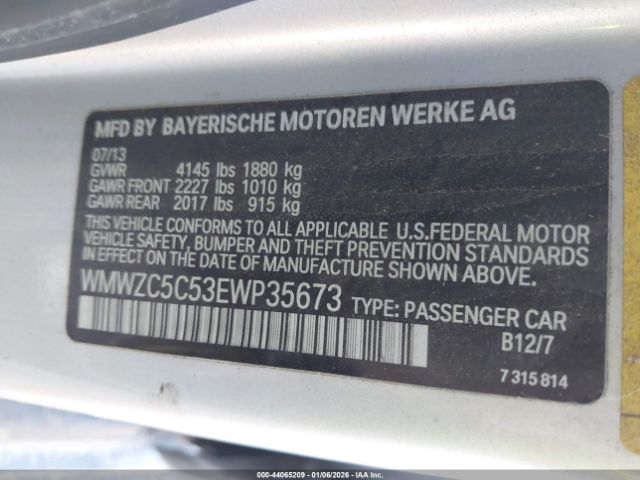 MFD BY BAYERISCHE MOTOREN WERKE AG
07/13
GVWR 4145 lbs 1880 kg
GAWR FRONT 2227 lbs 1010 kg
GAWR REAR 2017 lbs 915 kg
THIS VEHICLE CONFORMS TO ALL APPLICABLE U.S.FEDERAL MOTOR
VEHICLE SAFETY, BUMPER AND THEFT PREVENTION STANDARDS
IN EFFECT ON THE DATE OF MANUFACTURE SHOWN ABOVE.
WMWZC5C53EWP35673 TYPE: PASSENGER CAR
B12/7
7 315 814
000-44065209 - 01/06/2026 - IAA Inc.